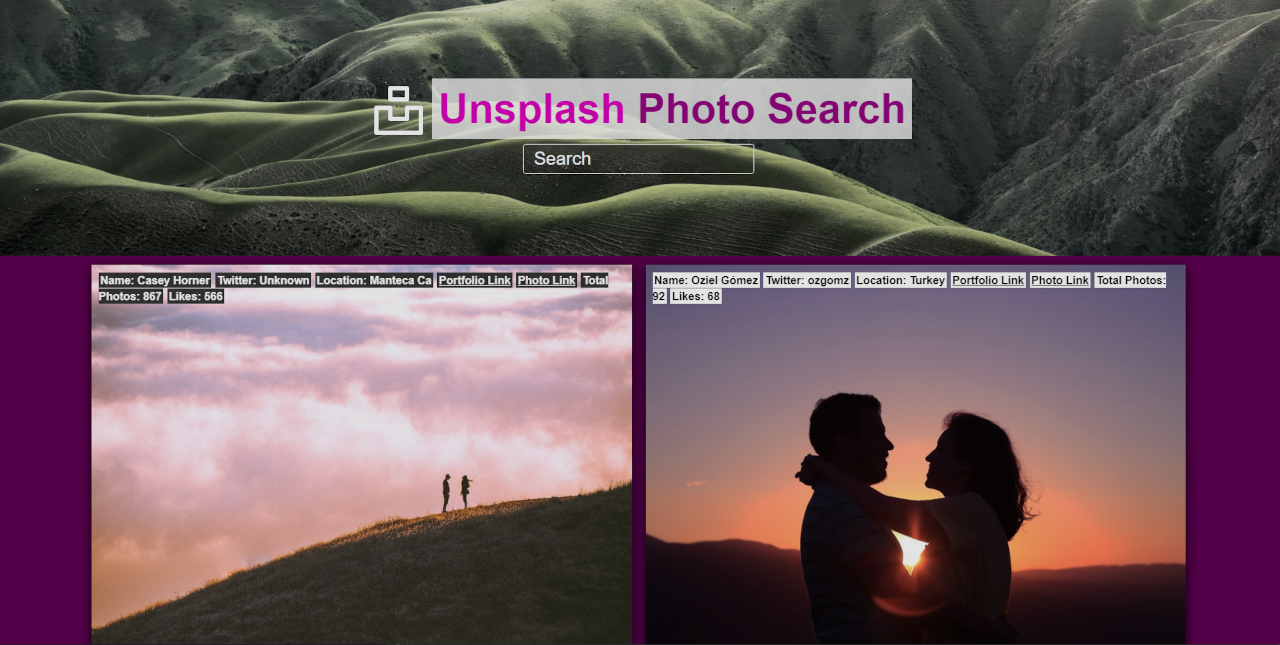 Unsplash Photo Search
Search
Name: Casey Horner Twitter: Unknown Location: Manteca Ca Portfolio Link Photo Link Total
Photos: 867 Likes: 566
Name: Oziel Gómez Twitter: ozgomz Location: Turkey Portfolio Link Photo Link Total Photos:
92 Likes: 68